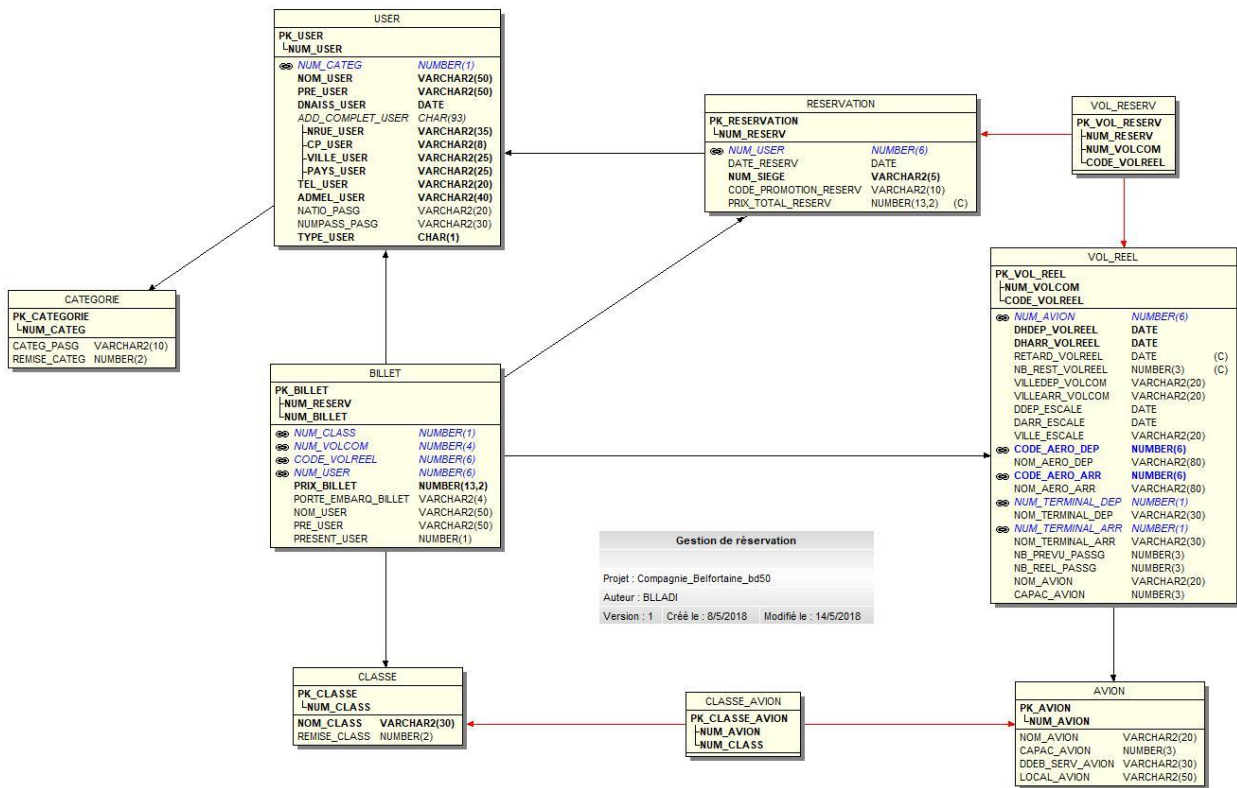 USER
PK_USER
NUM_USER
NUM_CATEG NUMBER(1)
NOM_USER VARCHAR2(50)
PRE_USER VARCHAR2(50)
DNAISS_USER DATE
ADD_COMPLET_USER CHAR(93)
NRUE_USER VARCHAR2(35)
CP_USER VARCHAR2(8)
VILLE_USER VARCHAR2(25)
PAYS_USER VARCHAR2(25)
TEL_USER VARCHAR2(20)
ADMEL_USER VARCHAR2(40)
NATIO_PASG VARCHAR2(20)
NUMPASS_PASG VARCHAR2(30)
TYPE_USER CHAR(1)
RESERVATION
PK_RESERVATION
NUM_RESERV
NUM_USER NUMBER(6)
DATE_RESERV DATE
NUM_SIEGE VARCHAR2(5)
CODE_PROMOTION_RESERV VARCHAR2(10)
PRIX_TOTAL_RESERV NUMBER(13,2) (C)
VOL_RESERV
PK_VOL_RESERV
NUM_RESERV
NUM_VOLCOM
CODE_VOLREEL
CATEGORIE
PK_CATEGORIE
NUM_CATEG
CATEG_PASG VARCHAR2(10)
REMISE_CATEG NUMBER(2)
VOL_REEL
PK_VOL_REEL
NUM_VOLCOM
CODE_VOLREEL
NUM_AVION NUMBER(6)
DHDEP_VOLREEL DATE
DHARR_VOLREEL DATE
RETARD_VOLREEL DATE (C)
NB_REST_VOLREEL NUMBER(3) (C)
VILLEDEP_VOLCOM VARCHAR2(20)
VILLEARR_VOLCOM VARCHAR2(20)
DDEP_ESCALE DATE
DARR_ESCALE DATE
VILLE_ESCALE VARCHAR2(20)
CODE_AERO_DEP NUMBER(6)
NOM_AERO_DEP VARCHAR2(80)
CODE_AERO_ARR NUMBER(6)
NOM_AERO_ARR VARCHAR2(80)
NUM_TERMINAL_DEP NUMBER(1)
NOM_TERMINAL_DEP VARCHAR2(30)
NUM_TERMINAL_ARR NUMBER(1)
NOM_TERMINAL_ARR VARCHAR2(30)
NB_PREVU_PASSG NUMBER(3)
NB_REEL_PASSG NUMBER(3)
NOM_AVION VARCHAR2(20)
CAPAC_AVION NUMBER(3)
BILLET
PK_BILLET
NUM_RESERV
NUM_BILLET
NUM_CLASS NUMBER(1)
NUM_VOLCOM NUMBER(4)
CODE_VOLREEL NUMBER(6)
NUM_USER NUMBER(6)
PRIX_BILLET NUMBER(13,2)
PORTE_EMBARQ_BILLET VARCHAR2(4)
NOM_USER VARCHAR2(50)
PRE_USER VARCHAR2(50)
PRESENT_USER NUMBER(1)
Gestion de réservation
Projet : Compagnie_Belfortaine_bd50
Auteur : BLLADI
Version : 1 Créé le : 8/5/2018 Modifié le : 14/5/2018
CLASSE
PK_CLASSE
NUM_CLASS
NOM_CLASS VARCHAR2(30)
REMISE_CLASS NUMBER(2)
CLASSE_AVION
PK_CLASSE_AVION
NUM_AVION
NUM_CLASS
AVION
PK_AVION
NUM_AVION
NOM_AVION VARCHAR2(20)
CAPAC_AVION NUMBER(3)
DDEB_SERV_AVION VARCHAR2(30)
LOCAL_AVION VARCHAR2(50)